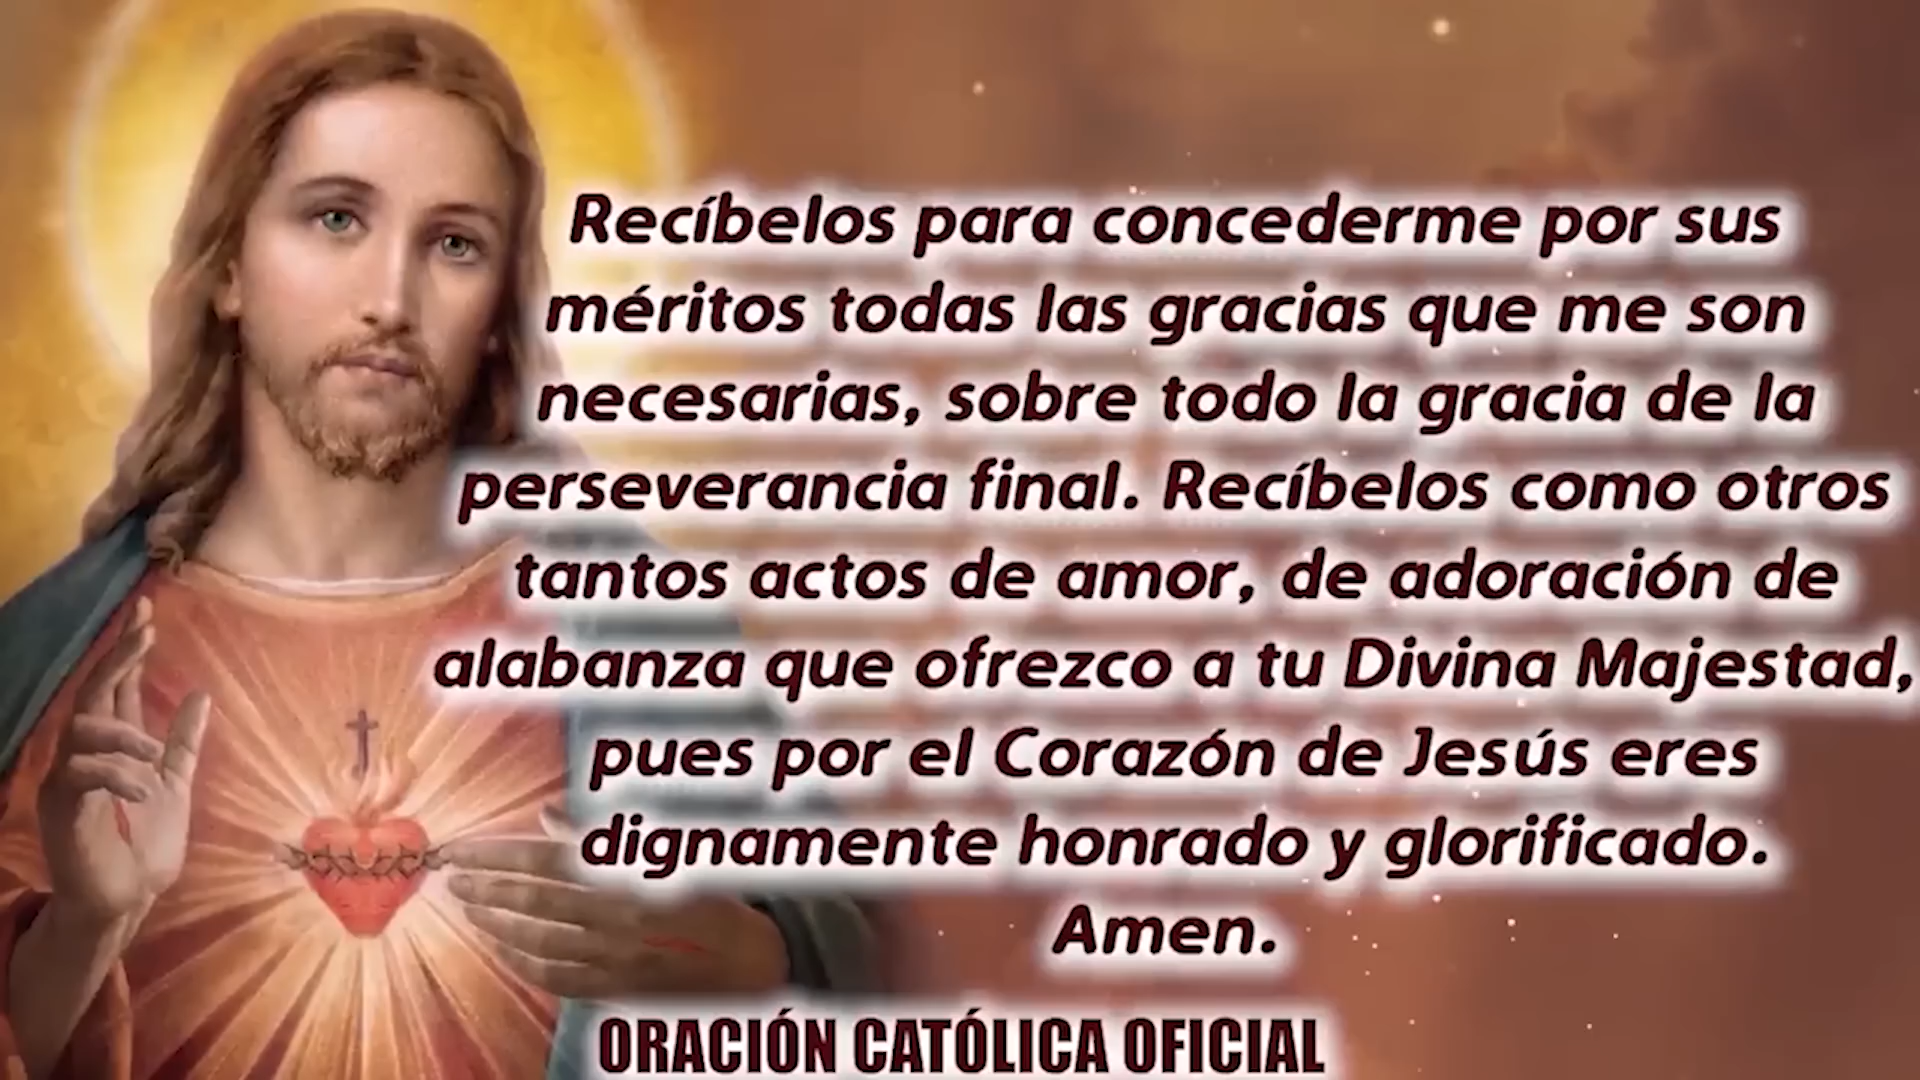 Recíbelos para concederme por sus
méritos todas las gracias que me son
necesarias, sobre todo la gracia de la
perseverancia final. Recíbelos como otros
tantos actos de amor, de adoración de
alabanza que ofrezco a tu Divina Majestad,
pues por el Corazón de Jesús eres
dignamente honrado y glorificado.
Amen.
ORACIÓN CATÓLICA OFICIAL